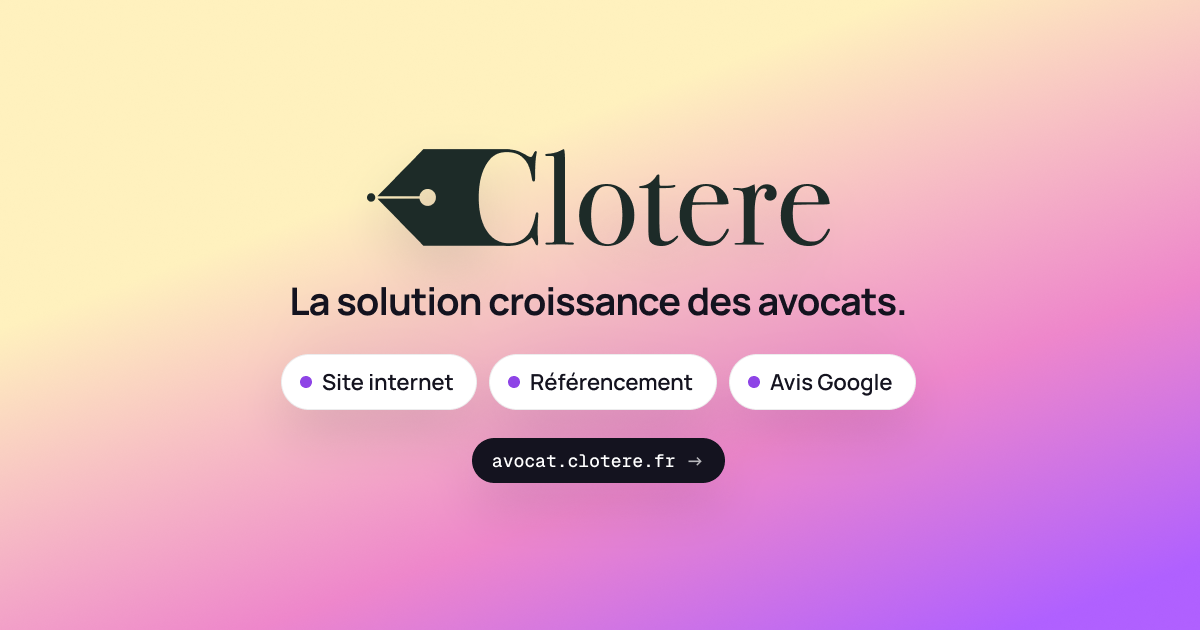 Clotere
La solution croissance des avocats.
Site internet
Référencement
Avis Google
avocat.clotere.fr →